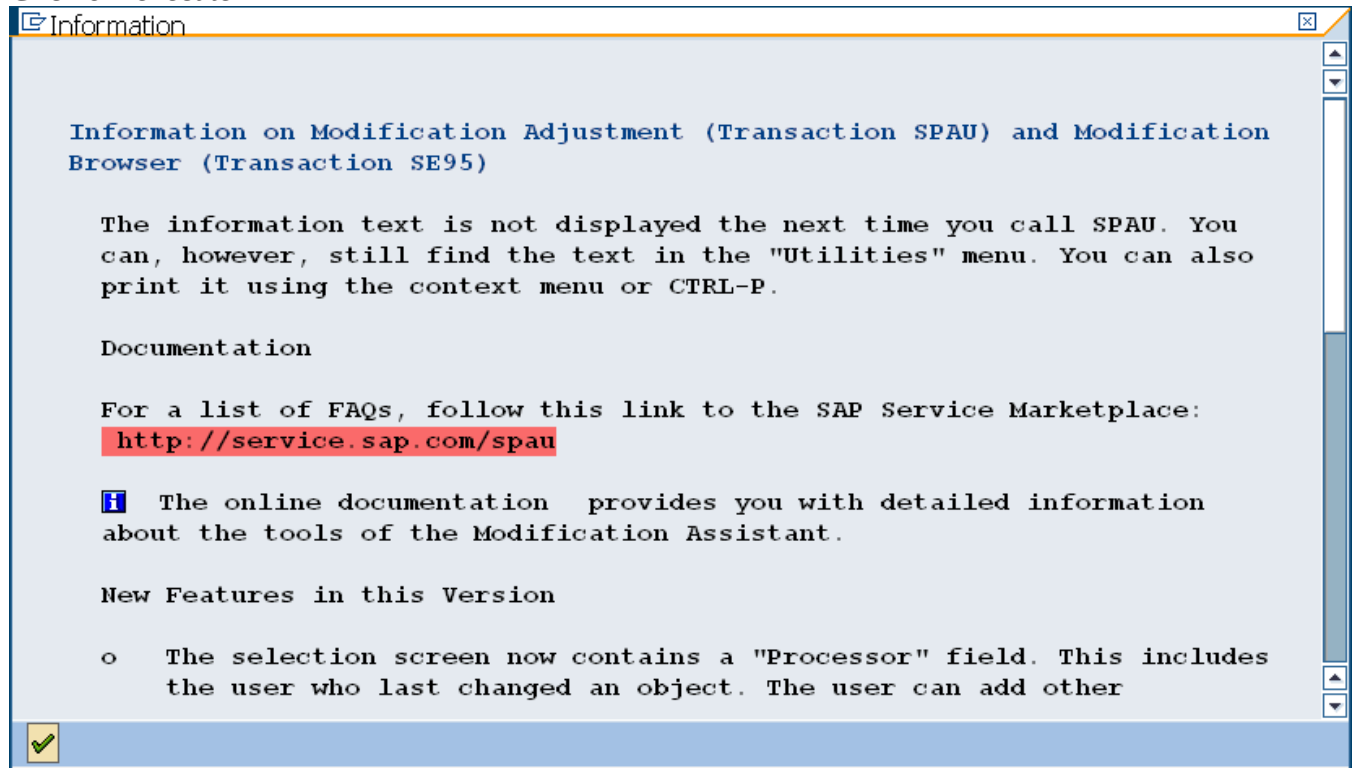 Information
Information on Modification Adjustment (Transaction SPAU) and Modification
Browser (Transaction SE95)
The information text is not displayed the next time you call SPAU. You
can, however, still find the text in the "Utilities" menu. You can also
print it using the context menu or CTRL-P.
Documentation
For a list of FAQs, follow this link to the SAP Service Marketplace:
http://service.sap.com/spau
The online documentation provides you with detailed information
about the tools of the Modification Assistant.
New Features in this Version
o The selection screen now contains a "Processor" field. This includes
the user who last changed an object. The user can add other